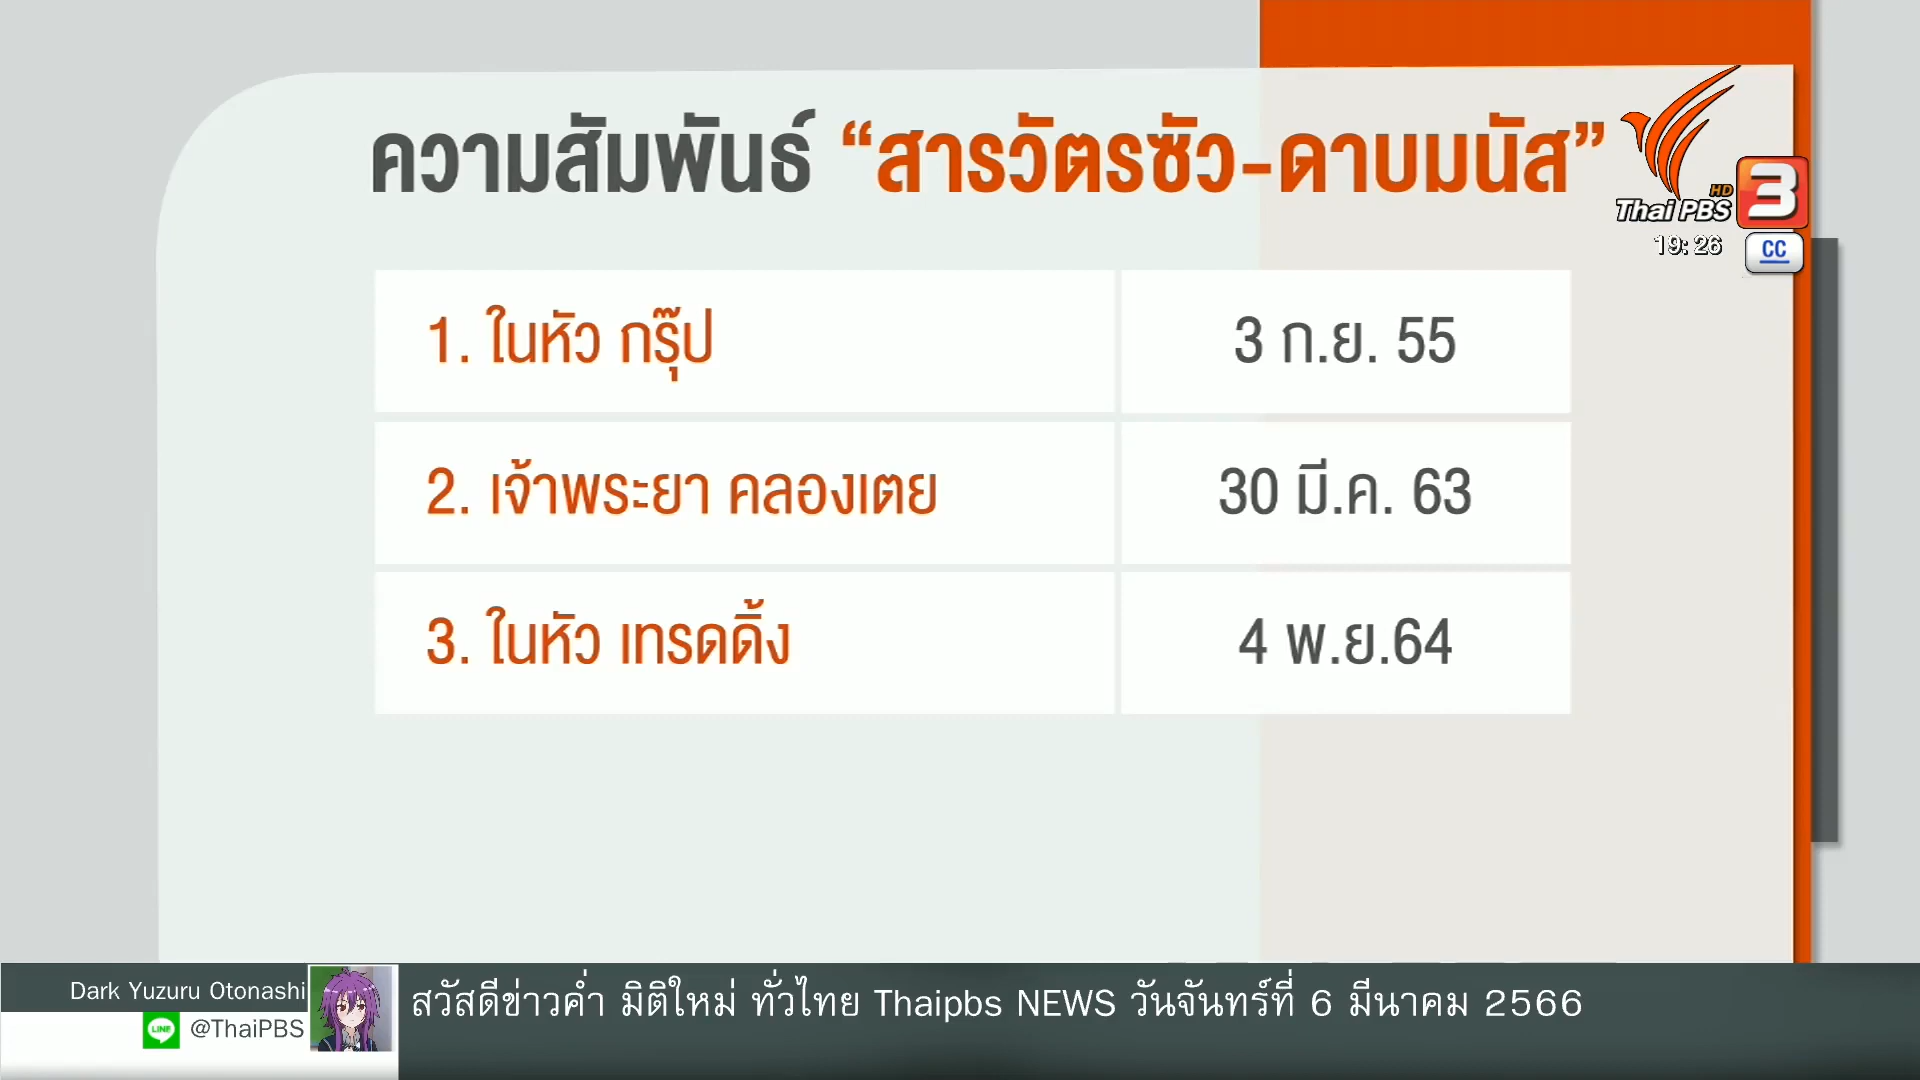 ความสัมพันธ์ “สารวัตรซัว-ดาบมนัส”
HD
Thai PBS 3
19:26
CC
1. ในหัว กรุ๊ป 3 ก.ย. 55
2. เจ้าพระยา คลองเตย 30 มี.ค. 63
3. ในหัว เทรดดิ้ง 4 พ.ย.64
Dark Yuzuru Otonashi
LINE @ThaiPBS
สวัสดีข่าวค่ำ มิติใหม่ ทั่วไทย Thaipbs NEWS วันจันทร์ที่ 6 มีนาคม 2566